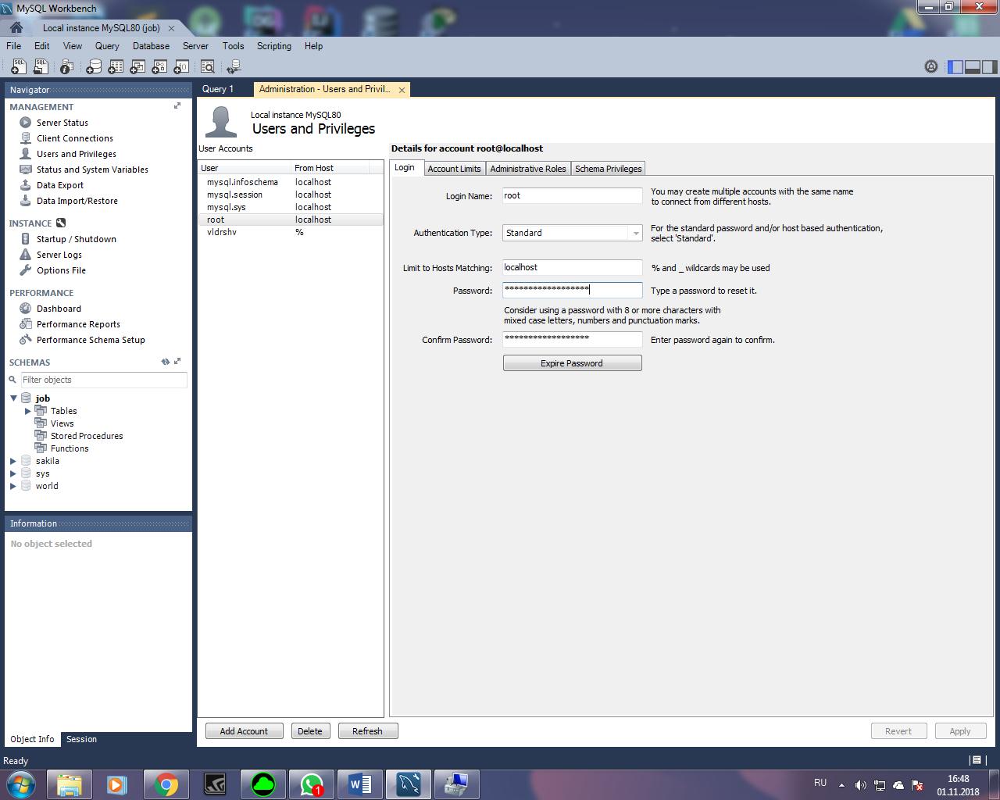 MySQL Workbench
Local instance MySQL80 (job)
File Edit View Query Database Server Tools Scripting Help
Navigator
MANAGEMENT
Server Status
Client Connections
Users and Privileges
Status and System Variables
Data Export
Data Import/Restore
INSTANCE
Startup / Shutdown
Server Logs
Options File
PERFORMANCE
Dashboard
Performance Reports
Performance Schema Setup
SCHEMAS
Filter objects
job
Tables
Views
Stored Procedures
Functions
sakila
sys
world
Information
No object selected
Object Info Session
Query 1 Administration - Users and Privil...
Local instance MySQL80
Users and Privileges
User Accounts
User From Host
mysql.infoschema localhost
mysql.session localhost
mysql.sys localhost
root localhost
vldrshv %
Add Account Delete Refresh
Details for account root@localhost
Login Account Limits Administrative Roles Schema Privileges
Login Name: root You may create multiple accounts with the same name
to connect from different hosts.
Authentication Type: Standard For the standard password and/or host based authentication,
select 'Standard'.
Limit to Hosts Matching: localhost % and _ wildcards may be used
Password: ****************** Type a password to reset it.
Consider using a password with 8 or more characters with
mixed case letters, numbers and punctuation marks.
Confirm Password: ****************** Enter password again to confirm.
Expire Password
Revert Apply
Ready
RU 16:48
01.11.2018